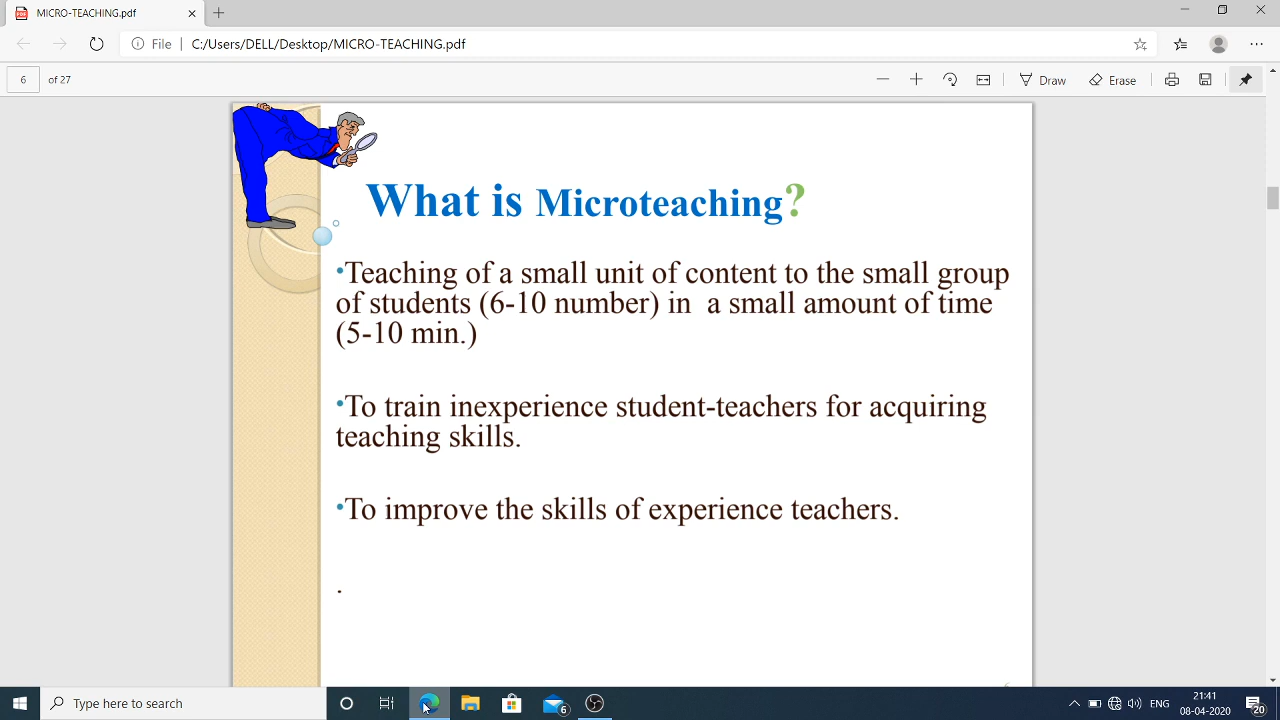 MICRO-TEACHING.pdf
File | C:/Users/DELL/Desktop/MICRO-TEACHING.pdf
6 of 27 Draw Erase
What is Microteaching?
•Teaching of a small unit of content to the small group
of students (6-10 number) in a small amount of time
(5-10 min.)
•To train inexperience student-teachers for acquiring
teaching skills.
•To improve the skills of experience teachers.
.
Type here to search
6
ENG
21:41
08-04-2020
20